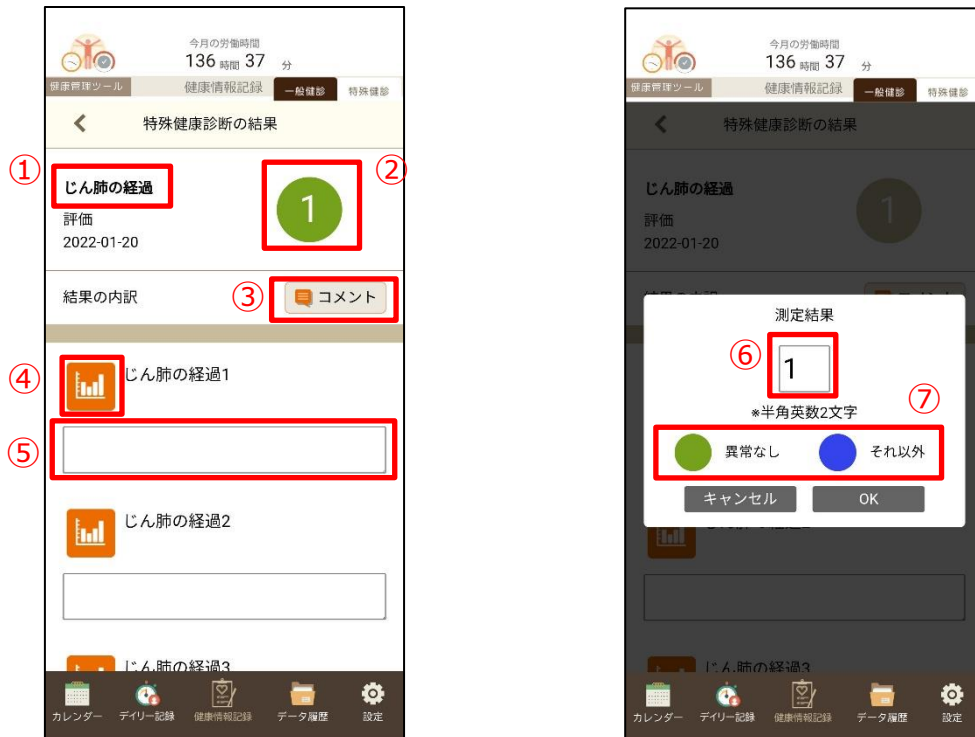 今月の労働時間
136 時間 37 分
健康管理ツール 健康情報記録 一般健診 特殊健診
特殊健康診断の結果
① じん肺の経過 ②
1
評価
2022-01-20
結果の内訳 ③ コメント
④ じん肺の経過1
⑤
じん肺の経過2
じん肺の経過3
カレンダー デイリー記録 健康情報記録 データ履歴 設定
今月の労働時間
136 時間 37 分
健康管理ツール 健康情報記録 一般健診 特殊健診
特殊健康診断の結果
じん肺の経過
1
評価
2022-01-20
測定結果
⑥ 1
*半角英数2文字 ⑦
異常なし それ以外
キャンセル OK
じん肺の経過3
カレンダー デイリー記録 健康情報記録 データ履歴 設定